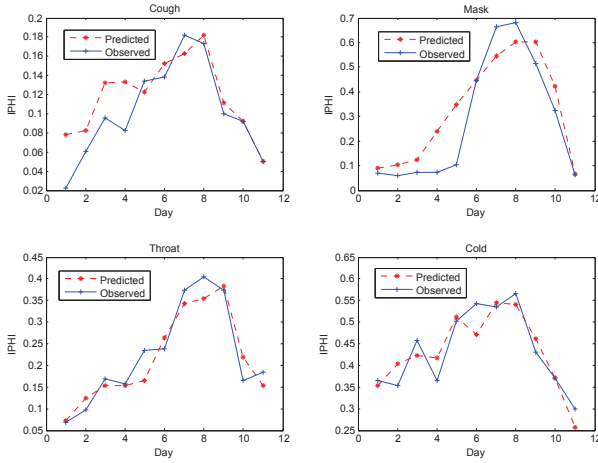 Cough
0.2
0.18
0.16
0.14
0.12
0.1
0.08
0.06
0.04
0.02
IPHI
Predicted
Observed
0 2 4 6 8 10 12
Day
Mask
0.7
0.6
0.5
0.4
0.3
0.2
0.1
0
IPHI
Predicted
Observed
0 2 4 6 8 10 12
Day
Throat
0.45
0.4
0.35
0.3
0.25
0.2
0.15
0.1
0.05
IPHI
Predicted
Observed
0 2 4 6 8 10 12
Day
Cold
0.65
0.6
0.55
0.5
0.45
0.4
0.35
0.3
0.25
IPHI
Predicted
Observed
0 2 4 6 8 10 12
Day